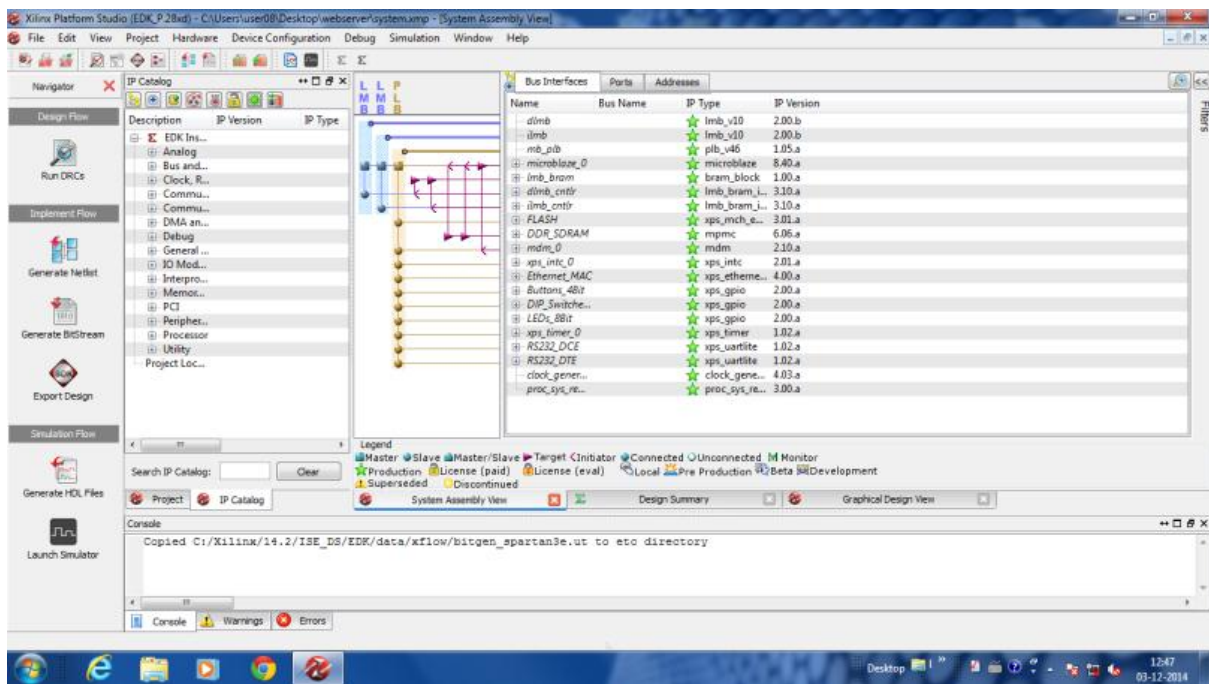 Xilinx Platform Studio (EDK_P.28xd) - C:\Users\user08\Desktop\webserver\system.xmp - [System Assembly View]
File Edit View Project Hardware Device Configuration Debug Simulation Window Help
Navigator
Design Flow
Run DRCs
Implement Flow
Generate Netlist
Generate BitStream
Export Design
Simulation Flow
Generate HDL Files
Launch Simulator
IP Catalog
Description IP Version IP Type
EDK Ins...
Analog
Bus and...
Clock, R...
Commu...
Commu...
DMA an...
Debug
General ...
IO Mod...
Interpro...
Memor...
PCI
Peripher...
Processor
Utility
Project Loc...
Search IP Catalog: Clear
Project IP Catalog
L L P
M M L
B B B
Bus Interfaces Ports Addresses
Name Bus Name IP Type IP Version
dlmb lmb_v10 2.00.b
ilmb lmb_v10 2.00.b
mb_plb plb_v46 1.05.a
microblaze_0 microblaze 8.40.a
lmb_bram bram_block 1.00.a
dlmb_cntlr lmb_bram_i... 3.10.a
ilmb_cntlr lmb_bram_i... 3.10.a
FLASH xps_mch_e... 3.01.a
DDR_SDRAM mpmc 6.06.a
mdm_0 mdm 2.10.a
xps_intc_0 xps_intc 2.01.a
Ethernet_MAC xps_etherne... 4.00.a
Buttons_4Bit xps_gpio 2.00.a
DIP_Switche... xps_gpio 2.00.a
LEDs_8Bit xps_gpio 2.00.a
xps_timer_0 xps_timer 1.02.a
RS232_DCE xps_uartlite 1.02.a
RS232_DTE xps_uartlite 1.02.a
clock_gener... clock_gene... 4.03.a
proc_sys_re... proc_sys_re... 3.00.a
Filters
Legend
Master Slave Master/Slave Target Initiator Connected Unconnected M Monitor
Production License (paid) License (eval) Local Pre Production Beta Development
Superseded Discontinued
System Assembly View Design Summary Graphical Design View
Console
Copied C:/Xilinx/14.2/ISE_DS/EDK/data/xflow/bitgen_spartan3e.ut to etc directory
Console Warnings Errors
Desktop 12:47
03-12-2014